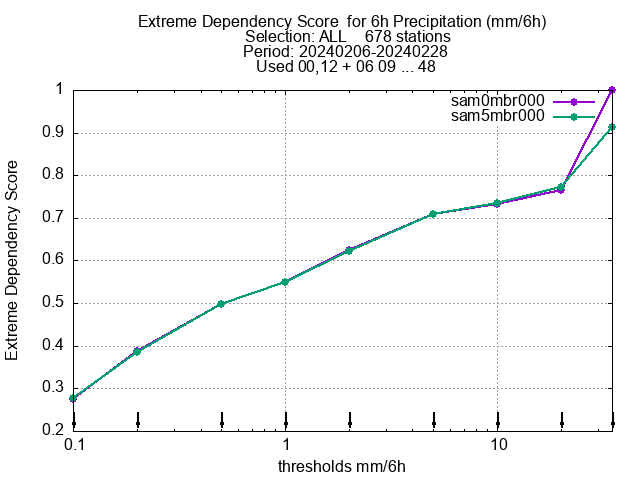 Extreme Dependency Score  for 6h Precipitation (mm/6h)
Selection: ALL    678 stations
Period: 20240206-20240228
Used 00,12 + 06 09 ... 48
sam0mbr000
sam5mbr000
1
0.9
0.8
0.7
0.6
0.5
0.4
0.3
0.2
Extreme Dependency Score
0.1 1 10
thresholds mm/6h